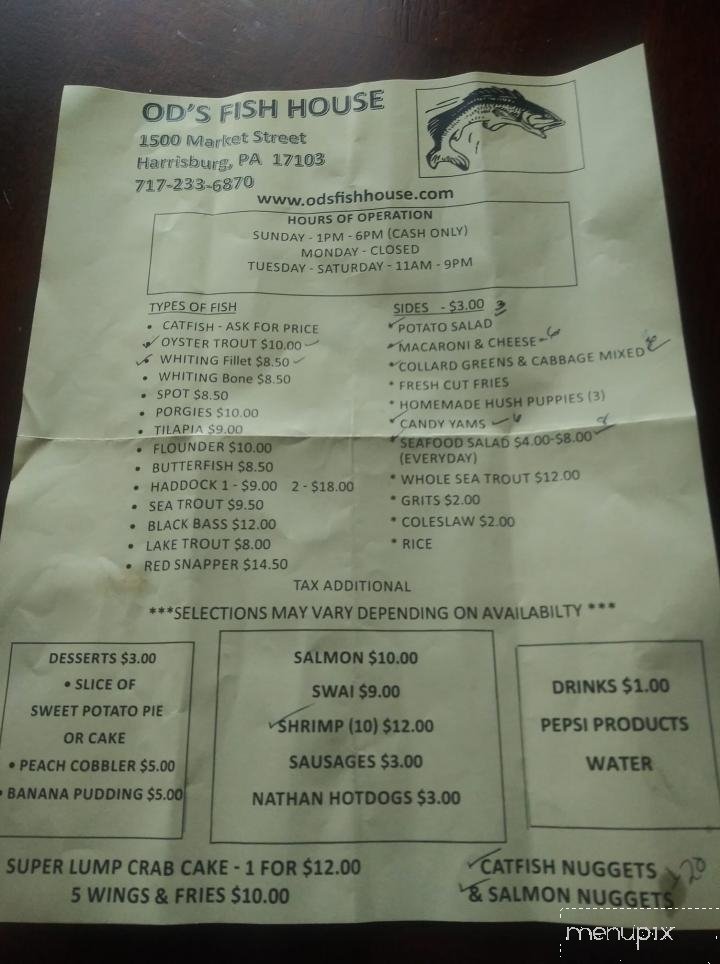 OD'S FISH HOUSE
1500 Market Street
Harrisburg, PA 17103
717-233-6870
www.odsfishhouse.com
HOURS OF OPERATION
SUNDAY - 1PM - 6PM (CASH ONLY)
MONDAY - CLOSED
TUESDAY - SATURDAY - 11AM - 9PM
TYPES OF FISH
• CATFISH - ASK FOR PRICE
• OYSTER TROUT $10.00
• WHITING Fillet $8.50
• WHITING Bone $8.50
• SPOT $8.50
• PORGIES $10.00
• TILAPIA $9.00
• FLOUNDER $10.00
• BUTTERFISH $8.50
• HADDOCK 1 - $9.00 2 - $18.00
• SEA TROUT $9.50
• BLACK BASS $12.00
• LAKE TROUT $8.00
• RED SNAPPER $14.50
SIDES - $3.00 3
* POTATO SALAD
* MACARONI & CHEESE
* COLLARD GREENS & CABBAGE MIXED
* FRESH CUT FRIES
* HOMEMADE HUSH PUPPIES (3)
* CANDY YAMS
* SEAFOOD SALAD $4.00-$8.00
(EVERYDAY)
* WHOLE SEA TROUT $12.00
* GRITS $2.00
* COLESLAW $2.00
* RICE
TAX ADDITIONAL
***SELECTIONS MAY VARY DEPENDING ON AVAILABILTY ***
DESSERTS $3.00
• SLICE OF
SWEET POTATO PIE
OR CAKE
• PEACH COBBLER $5.00
• BANANA PUDDING $5.00
SALMON $10.00
SWAI $9.00
SHRIMP (10) $12.00
SAUSAGES $3.00
NATHAN HOTDOGS $3.00
DRINKS $1.00
PEPSI PRODUCTS
WATER
SUPER LUMP CRAB CAKE - 1 FOR $12.00
5 WINGS & FRIES $10.00
CATFISH NUGGETS 20
& SALMON NUGGETS
menupix